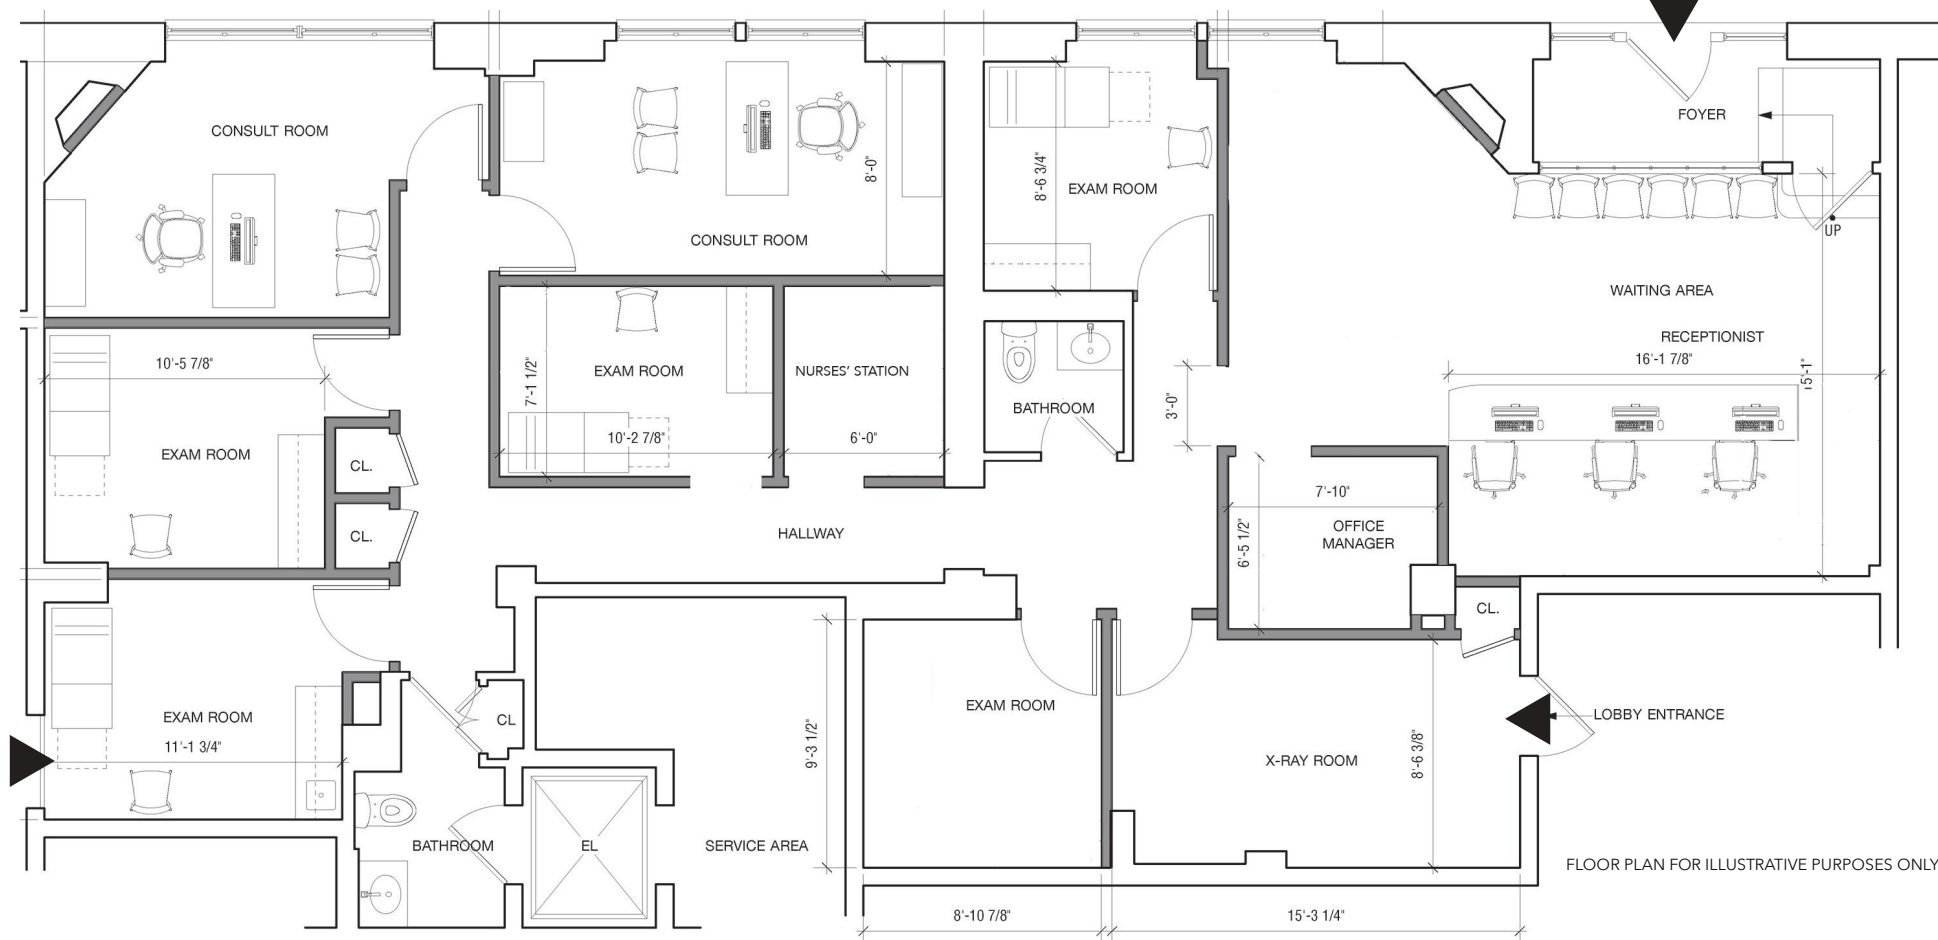 FOYER
CONSULT ROOM
8'-0"
8'-6 3/4"
EXAM ROOM
UP
CONSULT ROOM
WAITING AREA
RECEPTIONIST
16'-1 7/8"
10'-5 7/8"
7'-1 1/2"
EXAM ROOM
NURSES' STATION
5'-1"
BATHROOM
3'-0"
10'-2 7/8"
6'-0"
EXAM ROOM
CL.
7'-10"
CL.
HALLWAY
6'-5 1/2"
OFFICE
MANAGER
CL.
EXAM ROOM
11'-1 3/4"
CL
EXAM ROOM
9'-3 1/2"
LOBBY ENTRANCE
X-RAY ROOM
8'-6 3/8"
BATHROOM
EL
SERVICE AREA
FLOOR PLAN FOR ILLUSTRATIVE PURPOSES ONLY
8'-10 7/8"
15'-3 1/4"